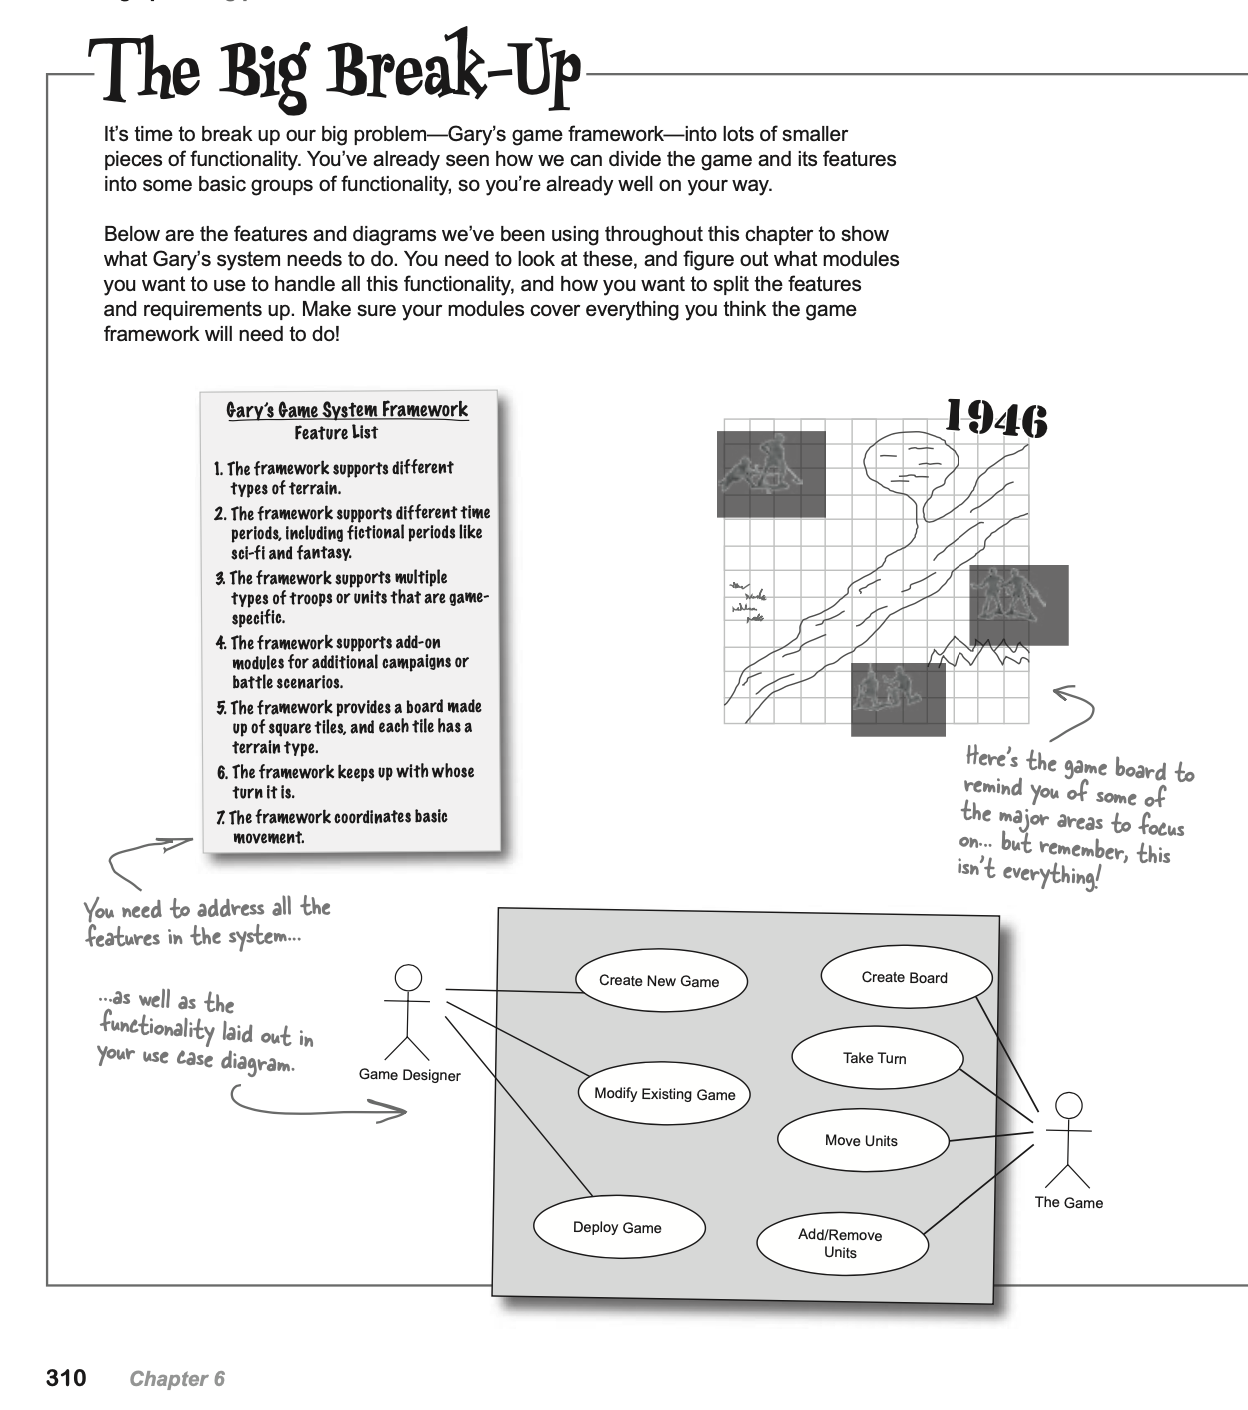 The Big Break-Up
It's time to break up our big problem—Gary's game framework—into lots of smaller
pieces of functionality. You've already seen how we can divide the game and its features
into some basic groups of functionality, so you're already well on your way.
Below are the features and diagrams we've been using throughout this chapter to show
what Gary's system needs to do. You need to look at these, and figure out what modules
you want to use to handle all this functionality, and how you want to split the features
and requirements up. Make sure your modules cover everything you think the game
framework will need to do!
Gary's Game System Framework
Feature List
1. The framework supports different
types of terrain.
2. The framework supports different time
periods, including fictional periods like
sci-fi and fantasy.
3. The framework supports multiple
types of troops or units that are game-
specific.
4. The framework supports add-on
modules for additional campaigns or
battle scenarios.
5. The framework provides a board made
up of square tiles, and each tile has a
terrain type.
6. The framework keeps up with whose
turn it is.
7. The framework coordinates basic
movement.
1946
Here's the game board to
remind you of some of
the major areas to focus
on... but remember, this
isn't everything!
You need to address all the
features in the system...
...as well as the
functionality laid out in
your use case diagram.
Game Designer
Create New Game
Modify Existing Game
Deploy Game
Create Board
Take Turn
Move Units
Add/Remove
Units
The Game
310
Chapter 6